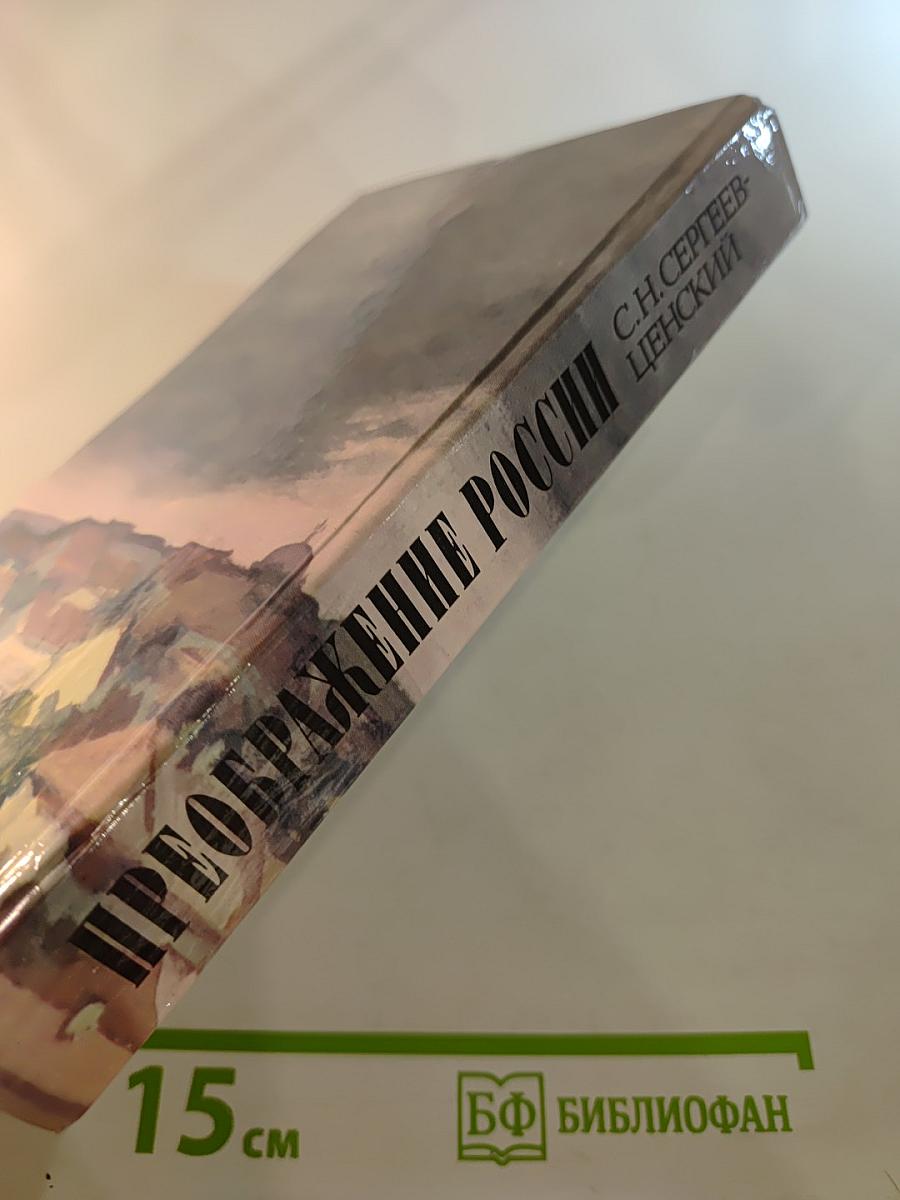 С.Н. СЕРГЕЕВ-
ЦЕНСКИЙ
ПРЕОБРАЖЕНИЕ РОССИИ
15 см
БФ БИБЛИОФАН